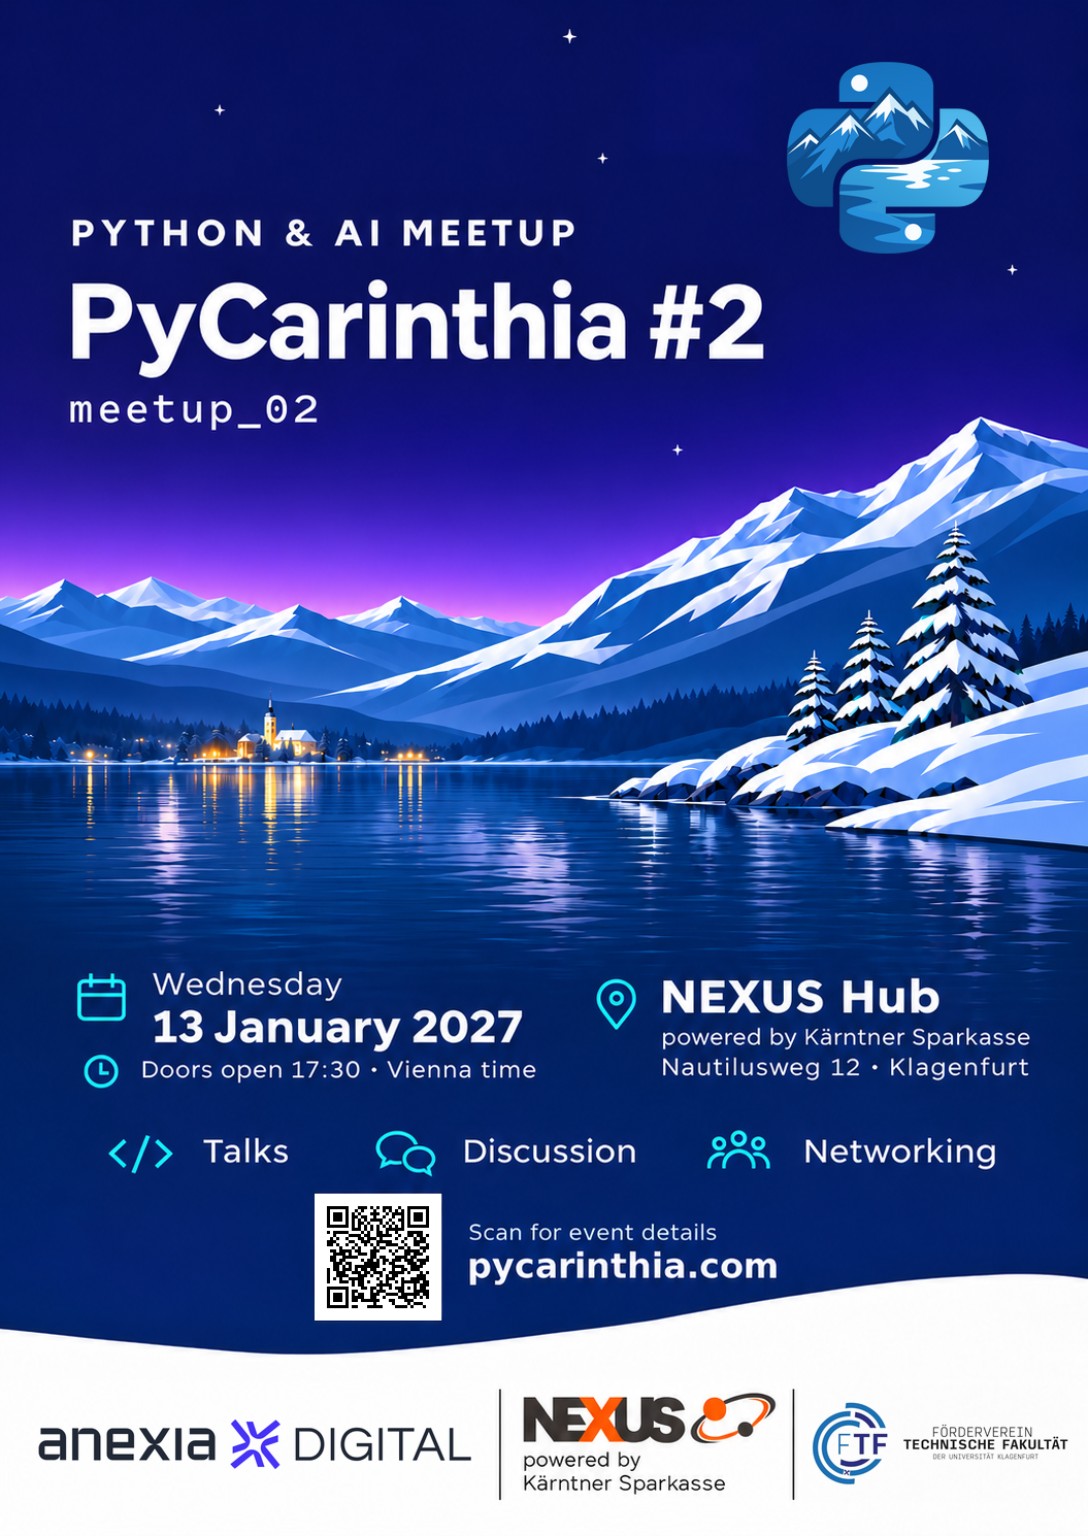 PYTHON & AI MEETUP
PyCarinthia #2
meetup_02
Wednesday
13 January 2027
Doors open 17:30 • Vienna time
NEXUS Hub
powered by Kärntner Sparkasse
Nautilusweg 12 • Klagenfurt
</> Talks
Discussion
Networking
Scan for event details
pycarinthia.com
anexia DIGITAL
NEXUS
powered by
Kärntner Sparkasse
FTF
FÖRDERVEREIN
TECHNISCHE FAKULTÄT
DER UNIVERSITÄT KLAGENFURT